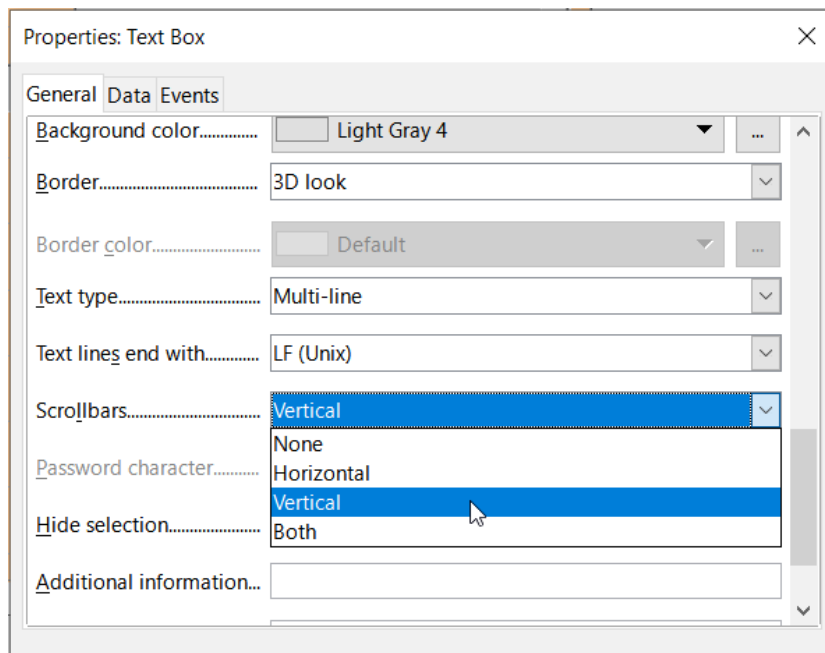 Properties: Text Box
General Data Events
Background color.............. Light Gray 4 ...
Border...................................... 3D look
Border color.......................... Default ...
Text type.................................. Multi-line
Text lines end with............. LF (Unix)
Scrollbars................................ Vertical
None
Password character........... Horizontal
Vertical
Hide selection...................... Both
Additional information...